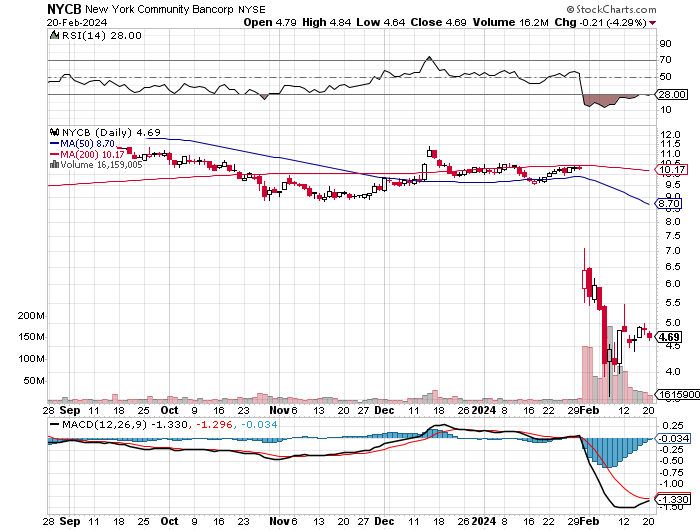 NYCB New York Community Bancorp NYSE © StockCharts.com
20-Feb-2024 Open 4.79 High 4.84 Low 4.64 Close 4.69 Volume 16.2M Chg -0.21 (-4.29%)
RSI(14) 28.00
90
70
50
28.00
10
NYCB (Daily) 4.69
MA(50) 8.70
MA(200) 10.17
Volume 16,159,005
12.0
11.5
11.0
10.5
10.17
9.5
9.0
8.70
8.0
7.5
7.0
6.5
6.0
5.5
5.0
4.69
4.5
4.0
1615900
200M
150M
100M
50M
28 Sep 11 18 25 Oct 9 16 23 Nov 6 13 20 27 Dec 11 18 26 2024 8 16 22 29 Feb 12 20
MACD(12,26,9) -1.330, -1.296, -0.034
0.25
-0.034
-0.25
-0.50
-0.75
-1.00
-1.330
-1.50
28 Sep 11 18 25 Oct 9 16 23 Nov 6 13 20 27 Dec 11 18 26 2024 8 16 22 29 Feb 12 20